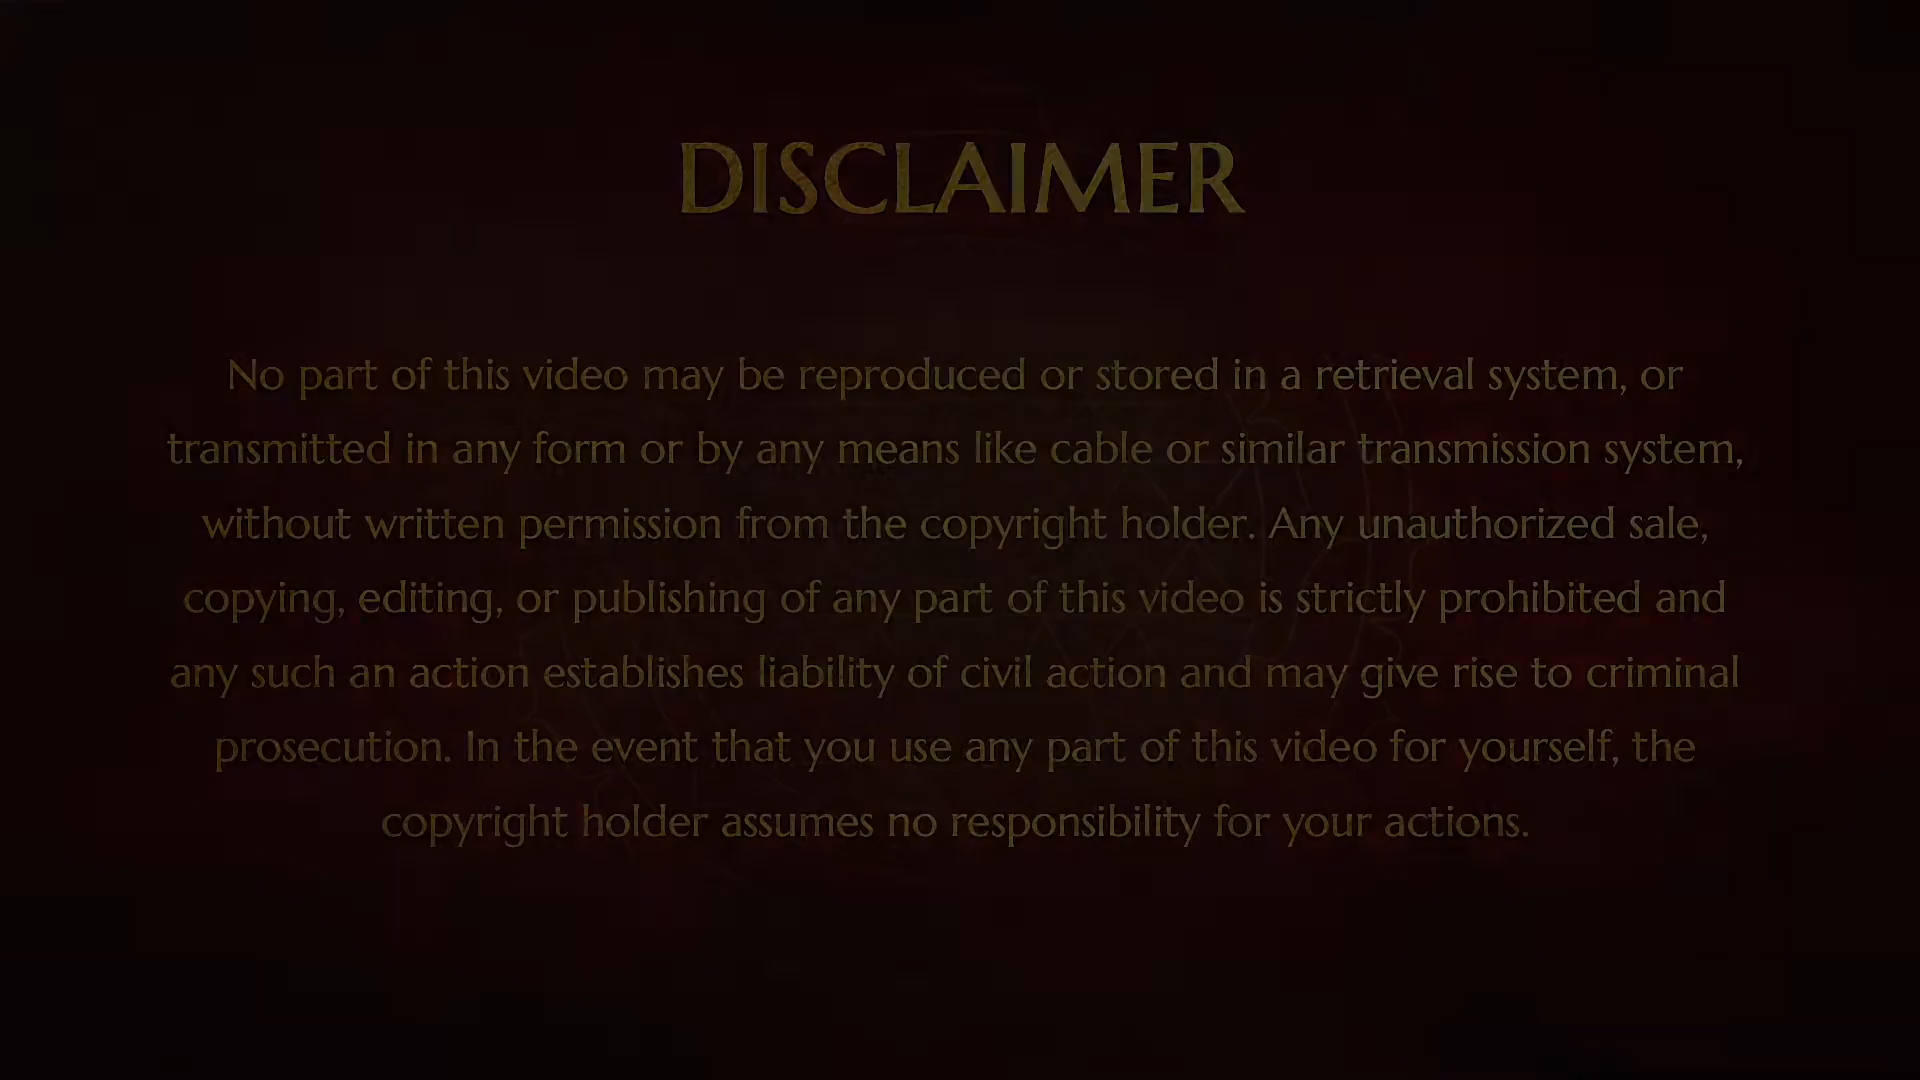 DISCLAIMER
No part of this video may be reproduced or stored in a retrieval system, or
transmitted in any form or by any means like cable or similar transmission system,
without written permission from the copyright holder. Any unauthorized sale,
copying, editing, or publishing of any part of this video is strictly prohibited and
any such an action establishes liability of civil action and may give rise to criminal
prosecution. In the event that you use any part of this video for yourself, the
copyright holder assumes no responsibility for your actions.